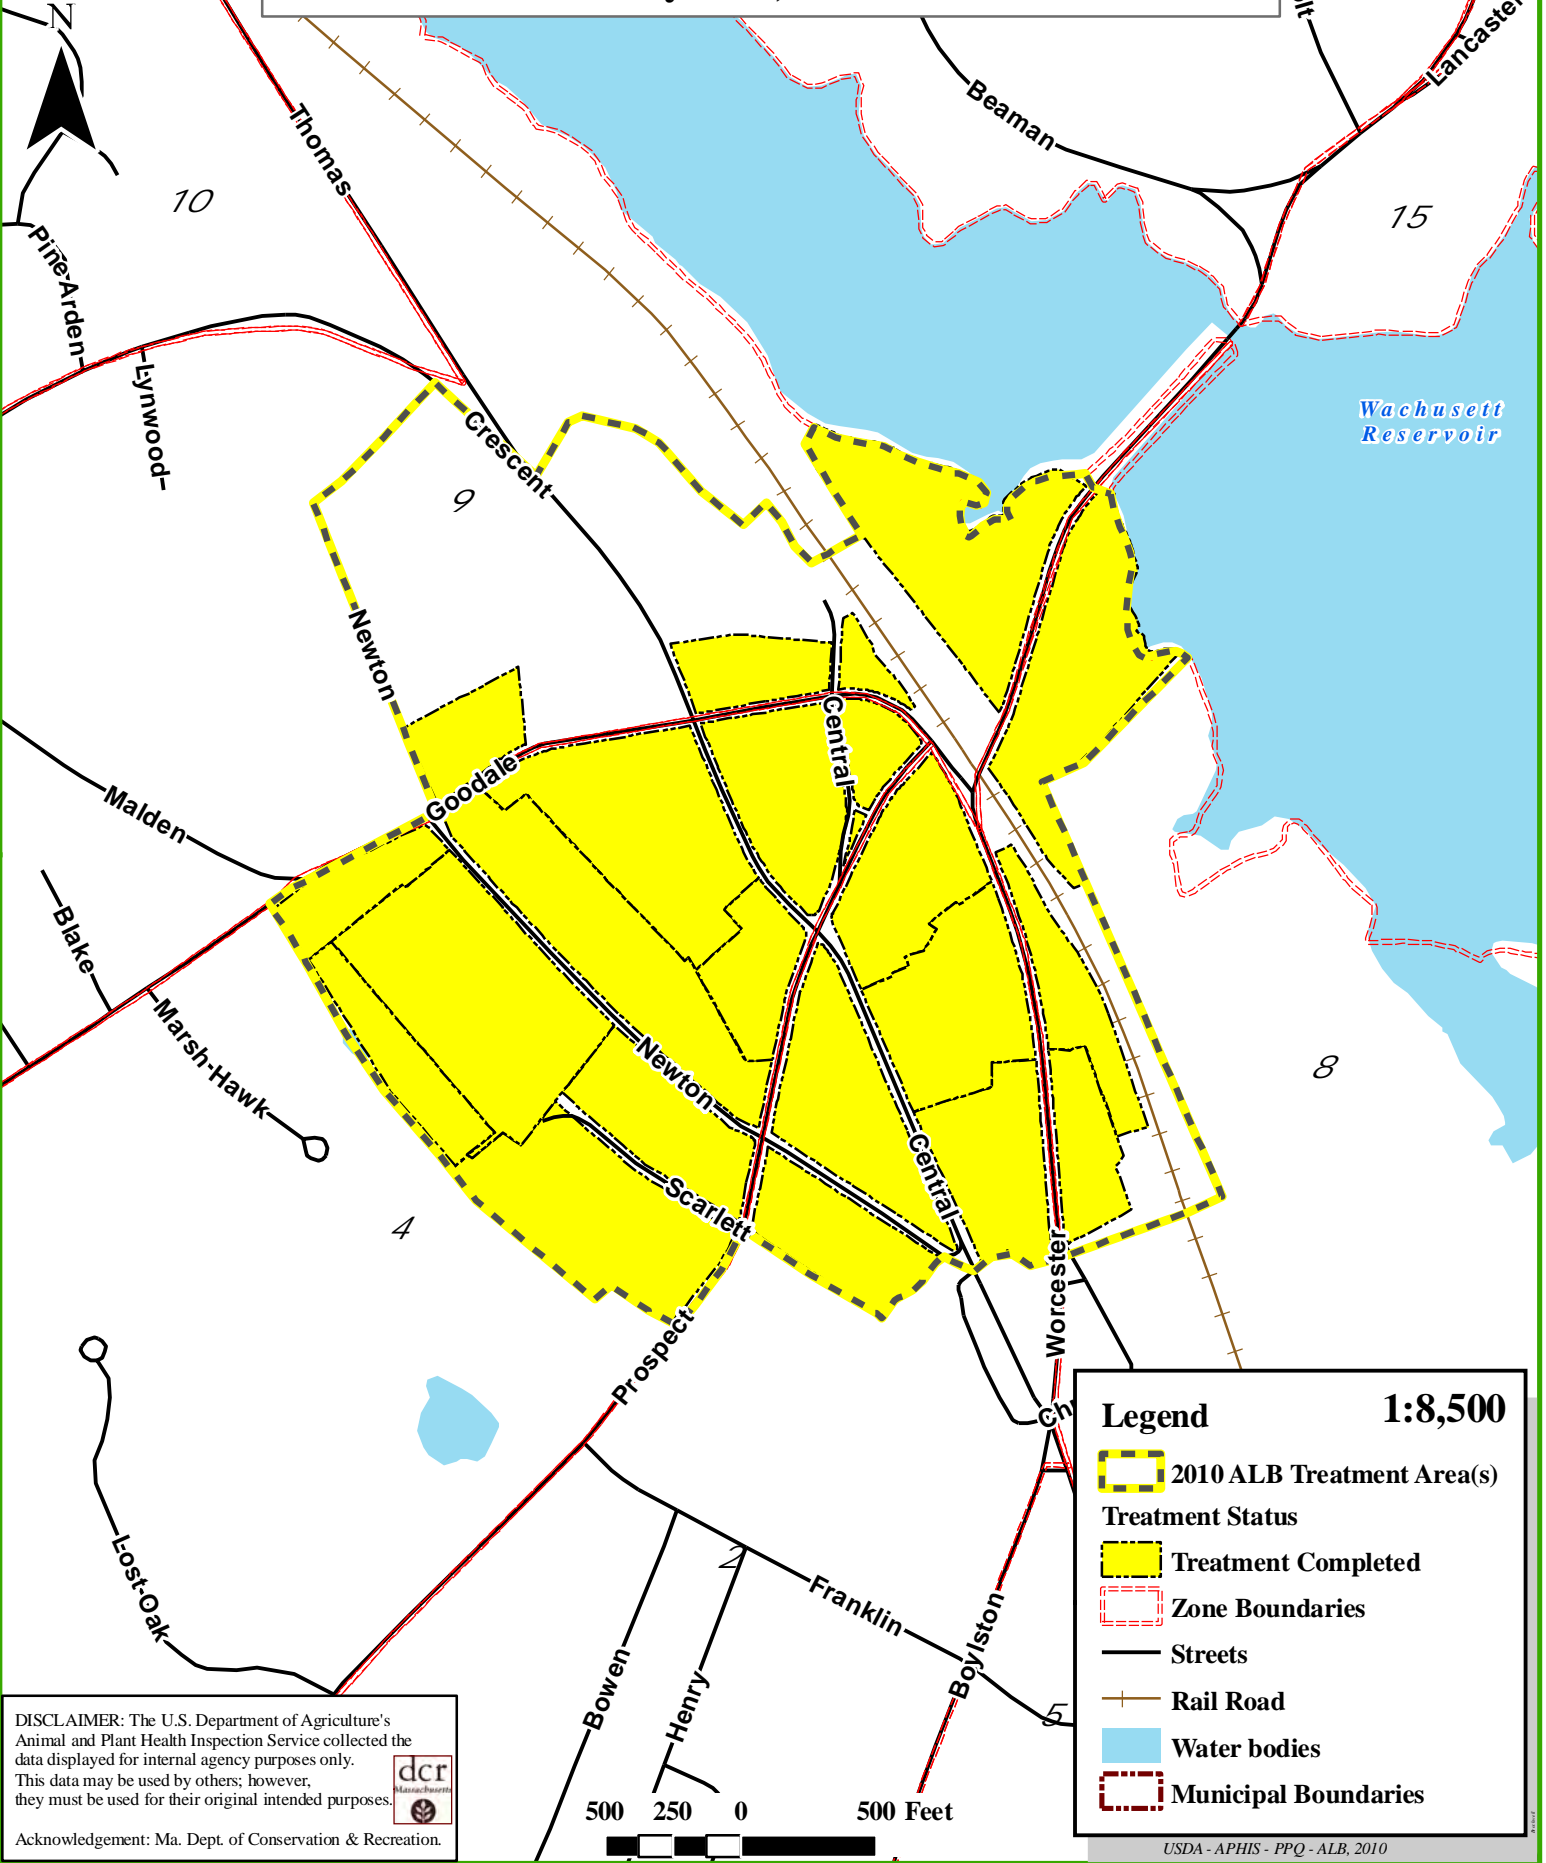 N
lt
Lancaster
Beaman
Thomas
10
15
Pine-Arden
Lynwood
Wachusett
Reservoir
Crescent
9
Newton
Central
Goodale
Malden
Blake
Marsh-Hawk
Newton
8
Central
Scarlett
4
Worcester
Prospect
Chr
Lost-Oak
2
Franklin
Boylston
Bowen
Henry
5
Legend
1:8,500
2010 ALB Treatment Area(s)
Treatment Status
Treatment Completed
Zone Boundaries
Streets
Rail Road
Water bodies
Municipal Boundaries
DISCLAIMER: The U.S. Department of Agriculture's
Animal and Plant Health Inspection Service collected the
data displayed for internal agency purposes only.
This data may be used by others; however,
they must be used for their original intended purposes.
Acknowledgement: Ma. Dept. of Conservation & Recreation.
dcr
Massachusetts
500 250 0 500 Feet
USDA - APHIS - PPQ - ALB, 2010